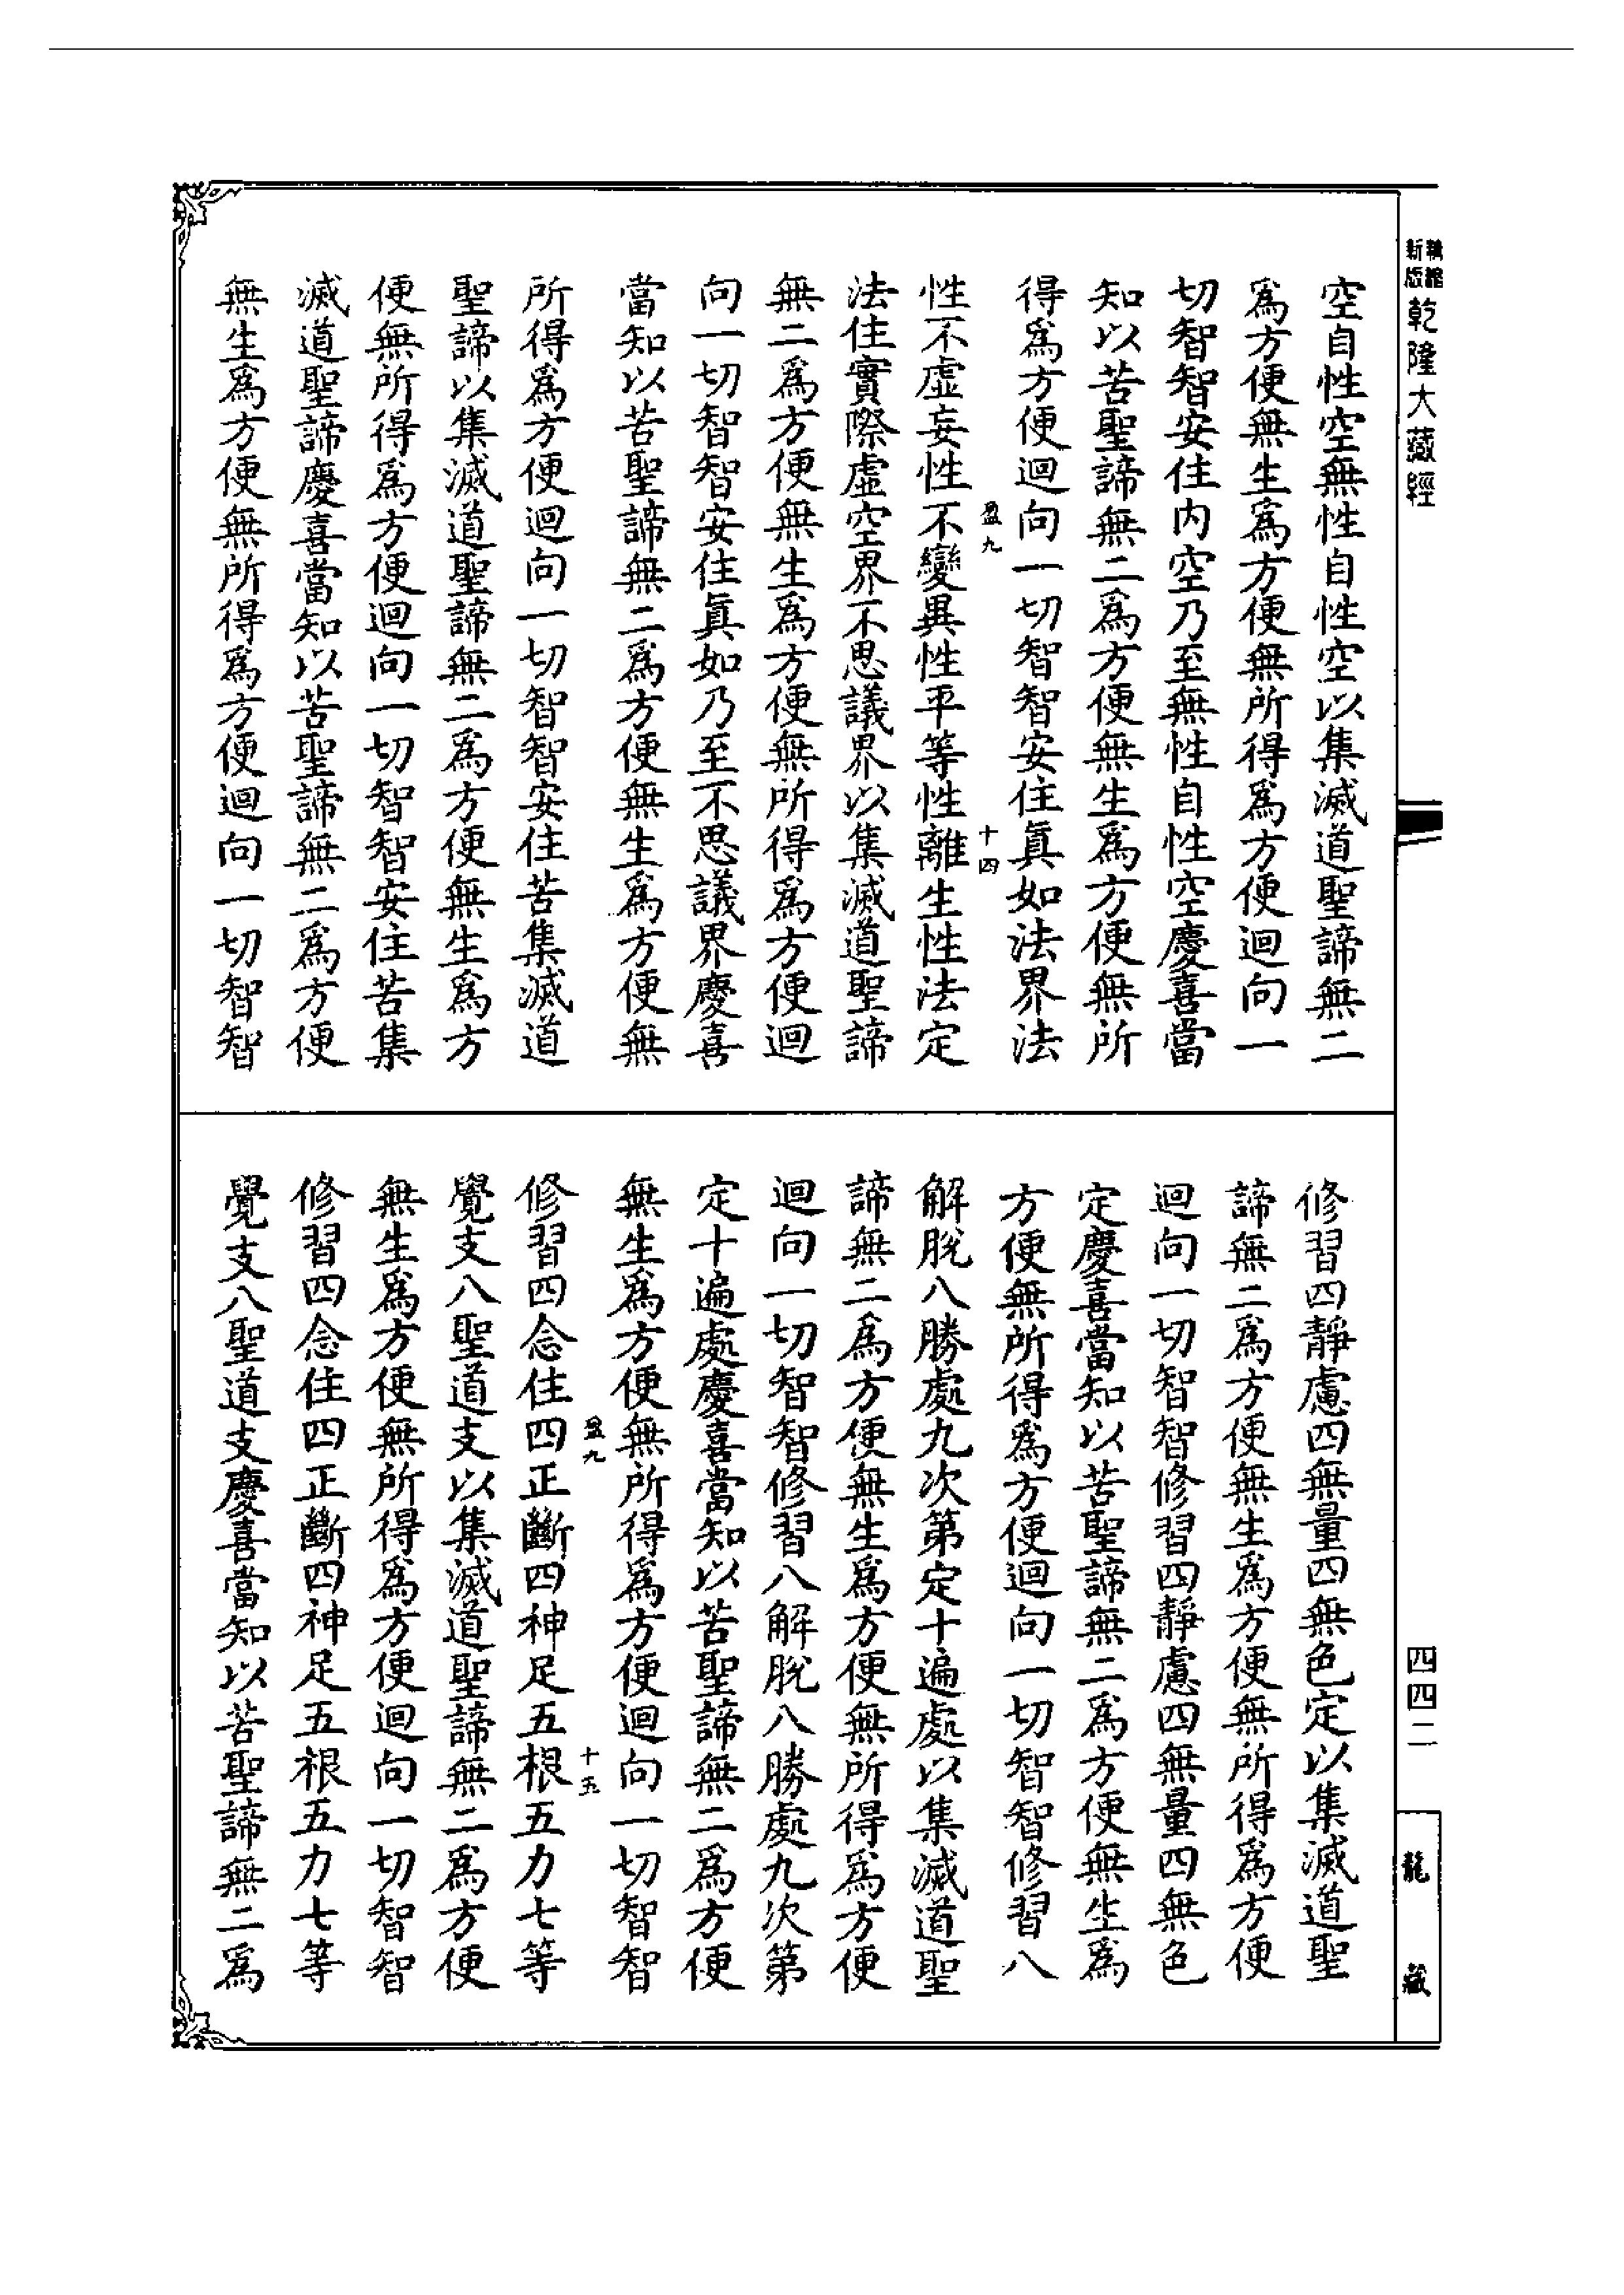 新版
輯縮
乾隆大藏經
四四二
龍藏
空自性空無性自性空以集滅道聖諦無二
爲方便無生爲方便無所得爲方便迴向一
切智智安住内空乃至無性自性空慶喜當
知以苦聖諦無二爲方便無生爲方便無所
得爲方便迴向一切智智安住眞如法界法
盈九
十四
性不虛妄性不變異性平等性離生性法定
法住實際虛空界不思議界以集滅道聖諦
無二爲方便無生爲方便無所得爲方便迴
向一切智智安住眞如乃至不思議界慶喜
當知以苦聖諦無二爲方便無生爲方便無
所得爲方便迴向一切智智安住苦集滅道
聖諦以集滅道聖諦無二爲方便無生爲方
便無所得爲方便迴向一切智智安住苦集
滅道聖諦慶喜當知以苦聖諦無二爲方便
無生爲方便無所得爲方便迴向一切智智
修習四靜慮四無量四無色定以集滅道聖
諦無二爲方便無生爲方便無所得爲方便
迴向一切智智修習四靜慮四無量四無色
定慶喜當知以苦聖諦無二爲方便無生爲
方便無所得爲方便迴向一切智智修習八
解脫八勝處九次第定十遍處以集滅道聖
諦無二爲方便無生爲方便無所得爲方便
迴向一切智智修習八解脫八勝處九次第
定十遍處慶喜當知以苦聖諦無二爲方便
無生爲方便無所得爲方便迴向一切智智
盈九
十五
修習四念住四正斷四神足五根五力七等
覺支八聖道支以集滅道聖諦無二爲方便
無生爲方便無所得爲方便迴向一切智智
修習四念住四正斷四神足五根五力七等
覺支八聖道支慶喜當知以苦聖諦無二爲